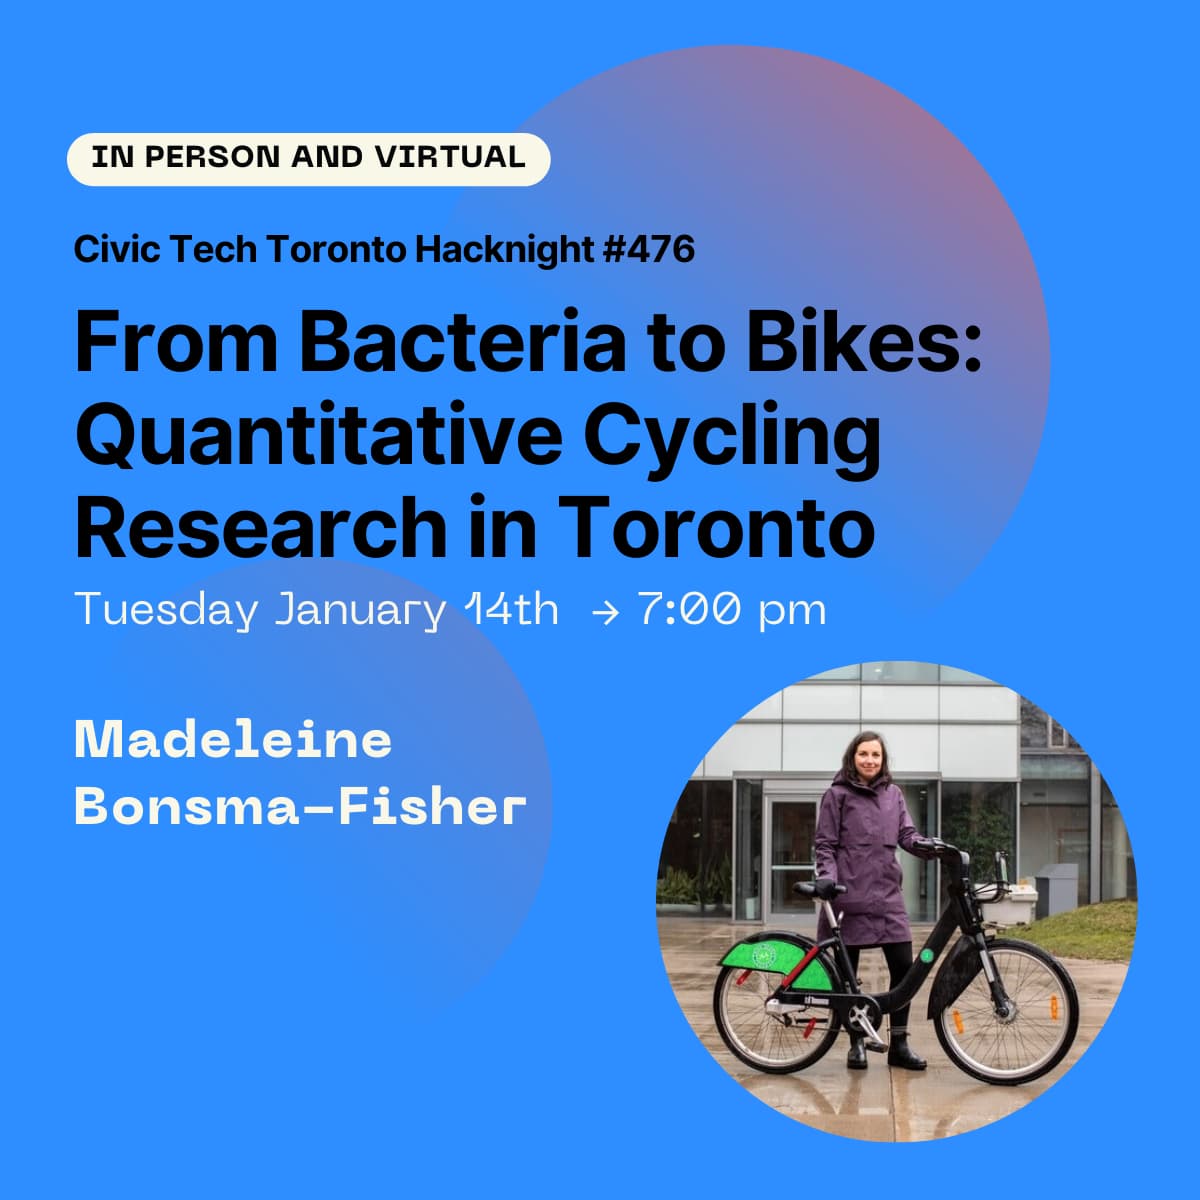 IN PERSON AND VIRTUAL
Civic Tech Toronto Hacknight #476
From Bacteria to Bikes:
Quantitative Cycling
Research in Toronto
Tuesday January 14th → 7:00 pm
Madeleine
Bonsma-Fisher